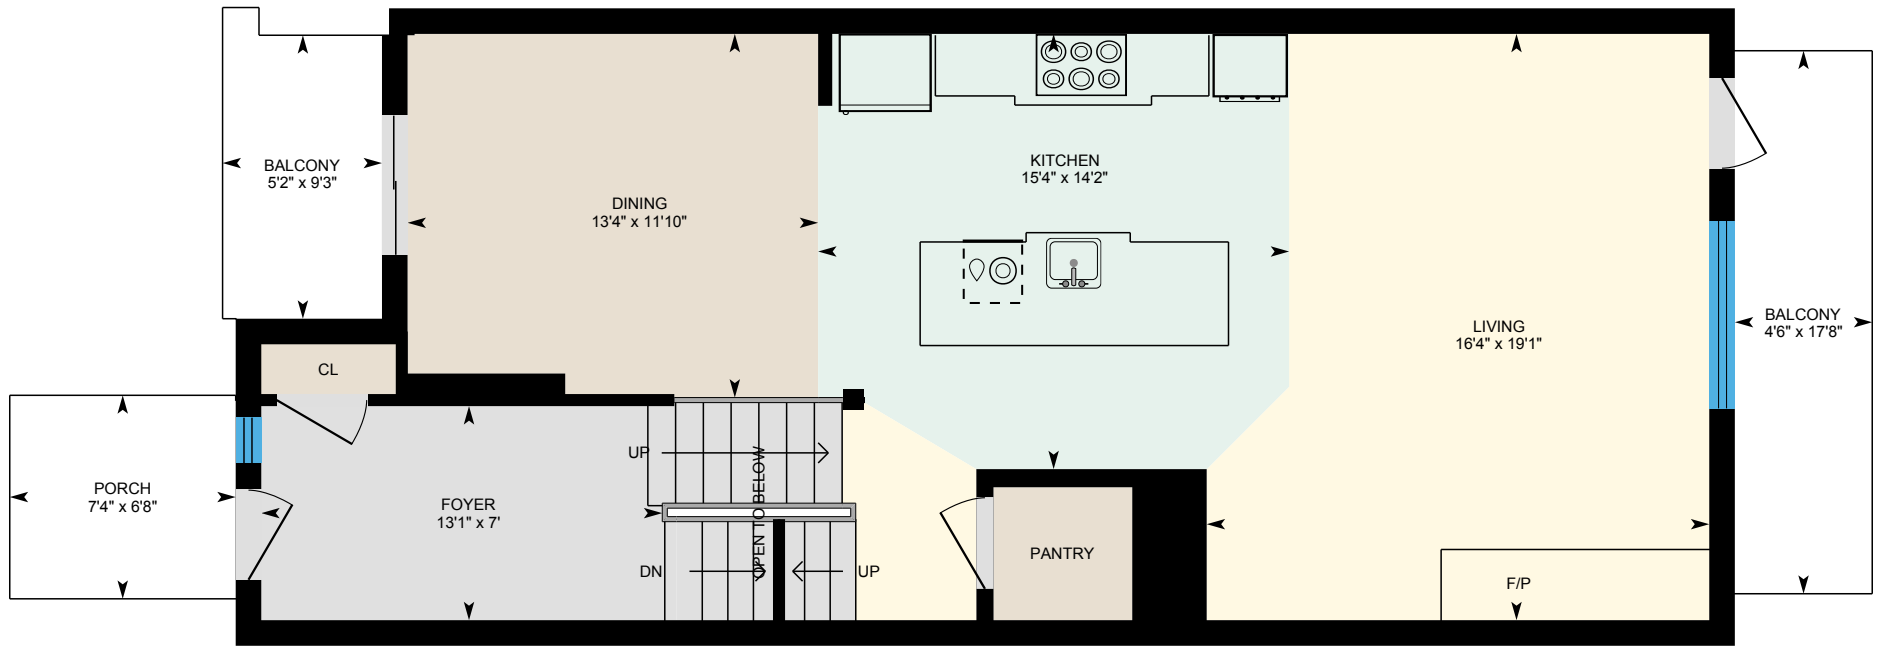 BALCONY
5'2" x 9'3"
DINING
13'4" x 11'10"
KITCHEN
15'4" x 14'2"
LIVING
16'4" x 19'1"
BALCONY
4'6" x 17'8"
CL
PORCH
7'4" x 6'8"
FOYER
13'1" x 7'
UP
OPEN TO BELOW
DN
UP
PANTRY
F/P